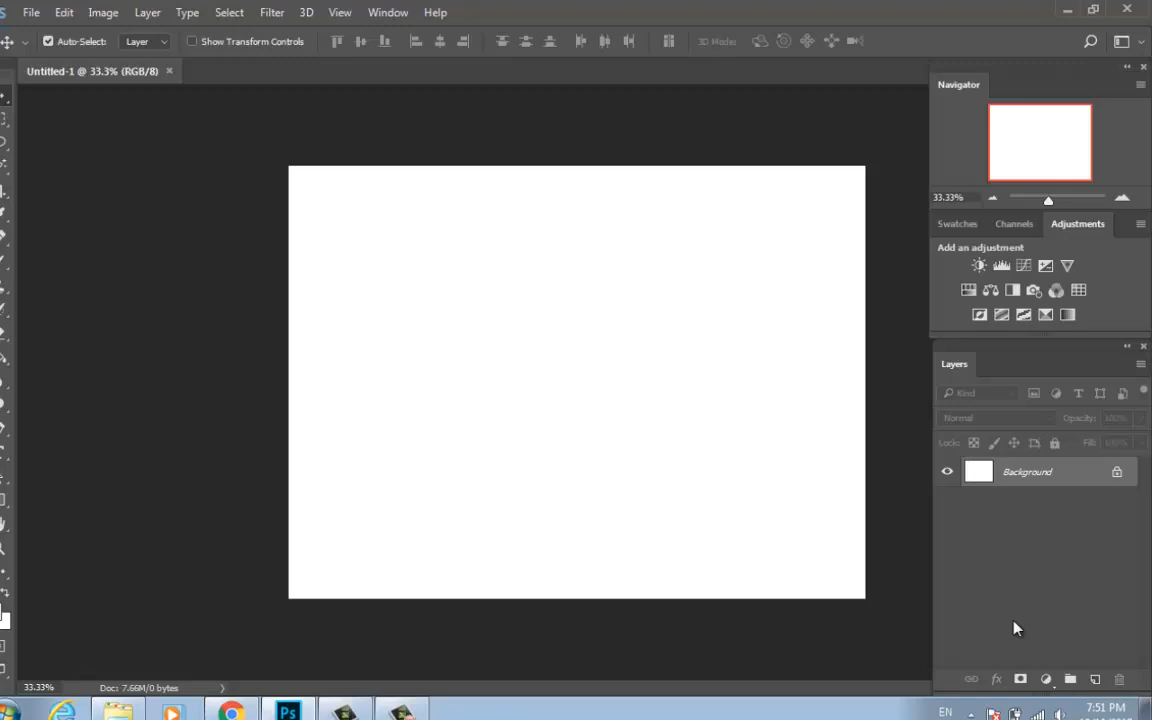 File Edit Image Layer Type Select Filter 3D View Window Help
Auto-Select: Layer Show Transform Controls 3D Mode:
Untitled-1 @ 33.3% (RGB/8)
Navigator
33.33%
Swatches Channels Adjustments
Add an adjustment
Layers
Kind
Normal Opacity: 100%
Lock: Fill: 100%
Background
33.33% Doc: 7.66M/0 bytes
Ps EN 7:51 PM